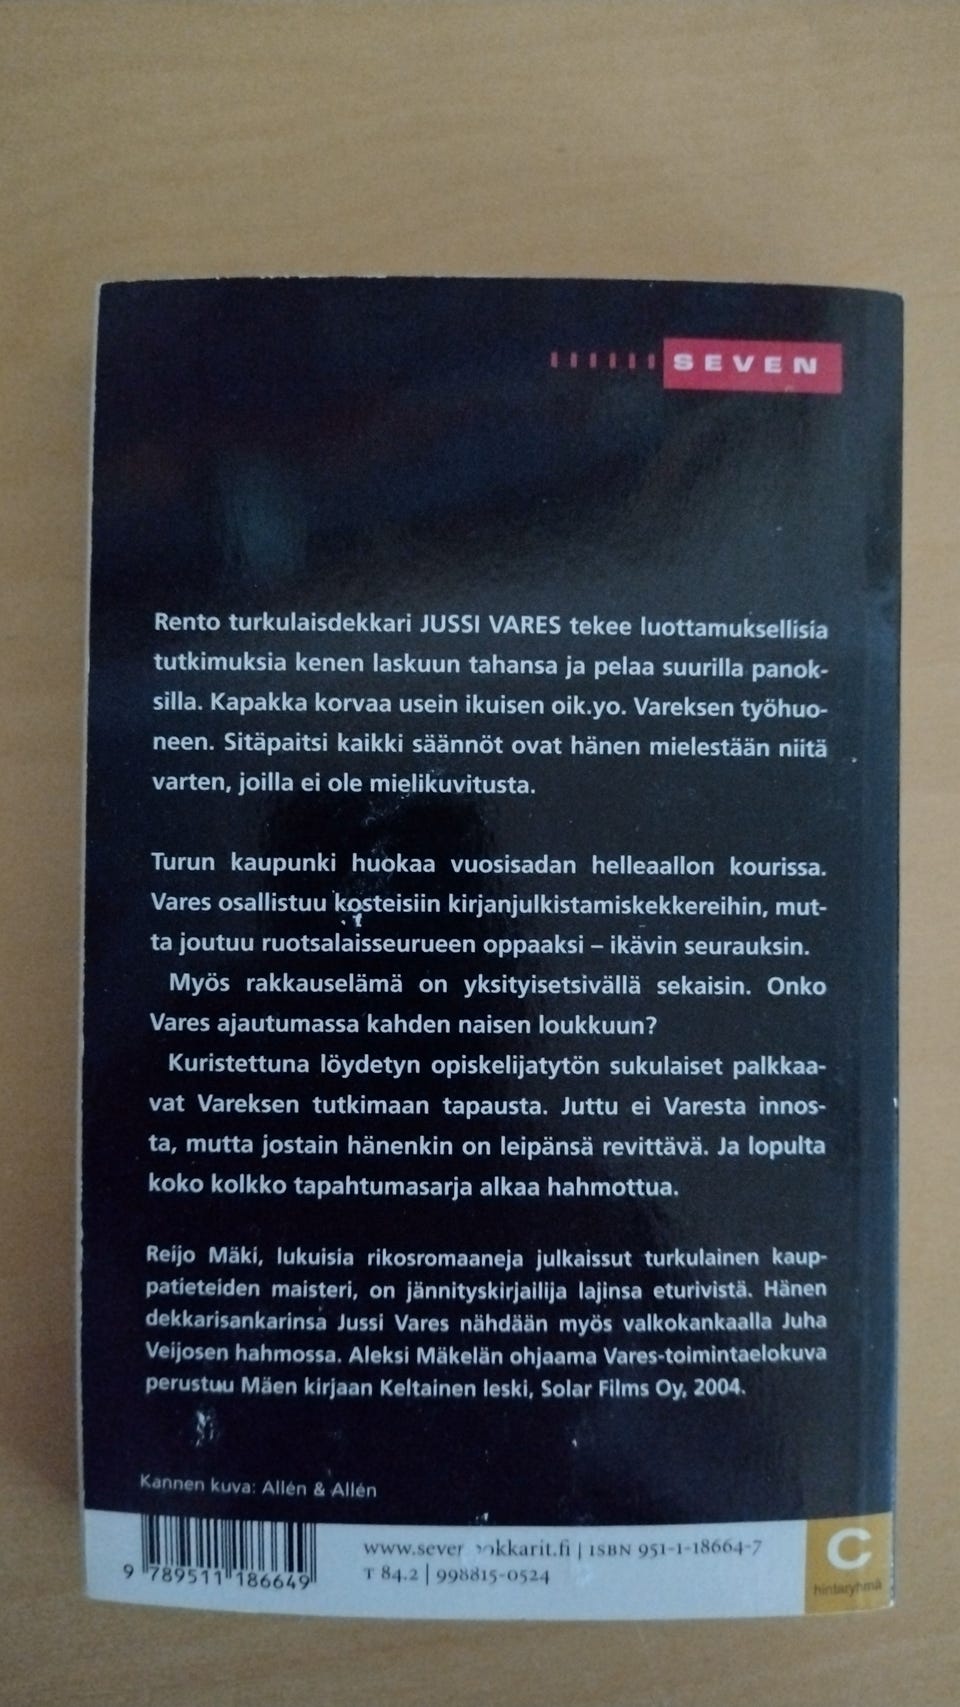 SEVEN
Rento turkulaisdekkari JUSSI VARES tekee luottamuksellisia
tutkimuksia kenen laskuun tahansa ja pelaa suurilla panok-
silla. Kapakka korvaa usein ikuisen oik.yo. Vareksen työhuo-
neen. Sitäpaitsi kaikki säännöt ovat hänen mielestään niitä
varten, joilla ei ole mielikuvitusta.
Turun kaupunki huokaa vuosisadan helleaallon kourissa.
Vares osallistuu kosteisiin kirjanjulkistamiskekkereihin, mut-
ta joutuu ruotsalaisseurueen oppaaksi – ikävin seurauksin.
Myös rakkauselämä on yksityisetsivällä sekaisin. Onko
Vares ajautumassa kahden naisen loukkuun?
Kuristettuna löydetyn opiskelijatytön sukulaiset palkkaa-
vat Vareksen tutkimaan tapausta. Juttu ei Varesta innos-
ta, mutta jostain hänenkin on leipänsä revittävä. Ja lopulta
koko kolkko tapahtumasarja alkaa hahmottua.
Reijo Mäki, lukuisia rikosromaaneja julkaissut turkulainen kaup-
patieteiden maisteri, on jännityskirjailija lajinsa eturivistä. Hänen
dekkarisankarinsa Jussi Vares nähdään myös valkokankaalla Juha
Veijosen hahmossa. Aleksi Mäkelän ohjaama Vares-toimintaelokuva
perustuu Mäen kirjaan Keltainen leski, Solar Films Oy, 2004.
Kannen kuva: Allén & Allén
9 789511 186649
| ISBN 951-1-18664-7
T 84.2 | 998815-0524
C
hintaryhmä